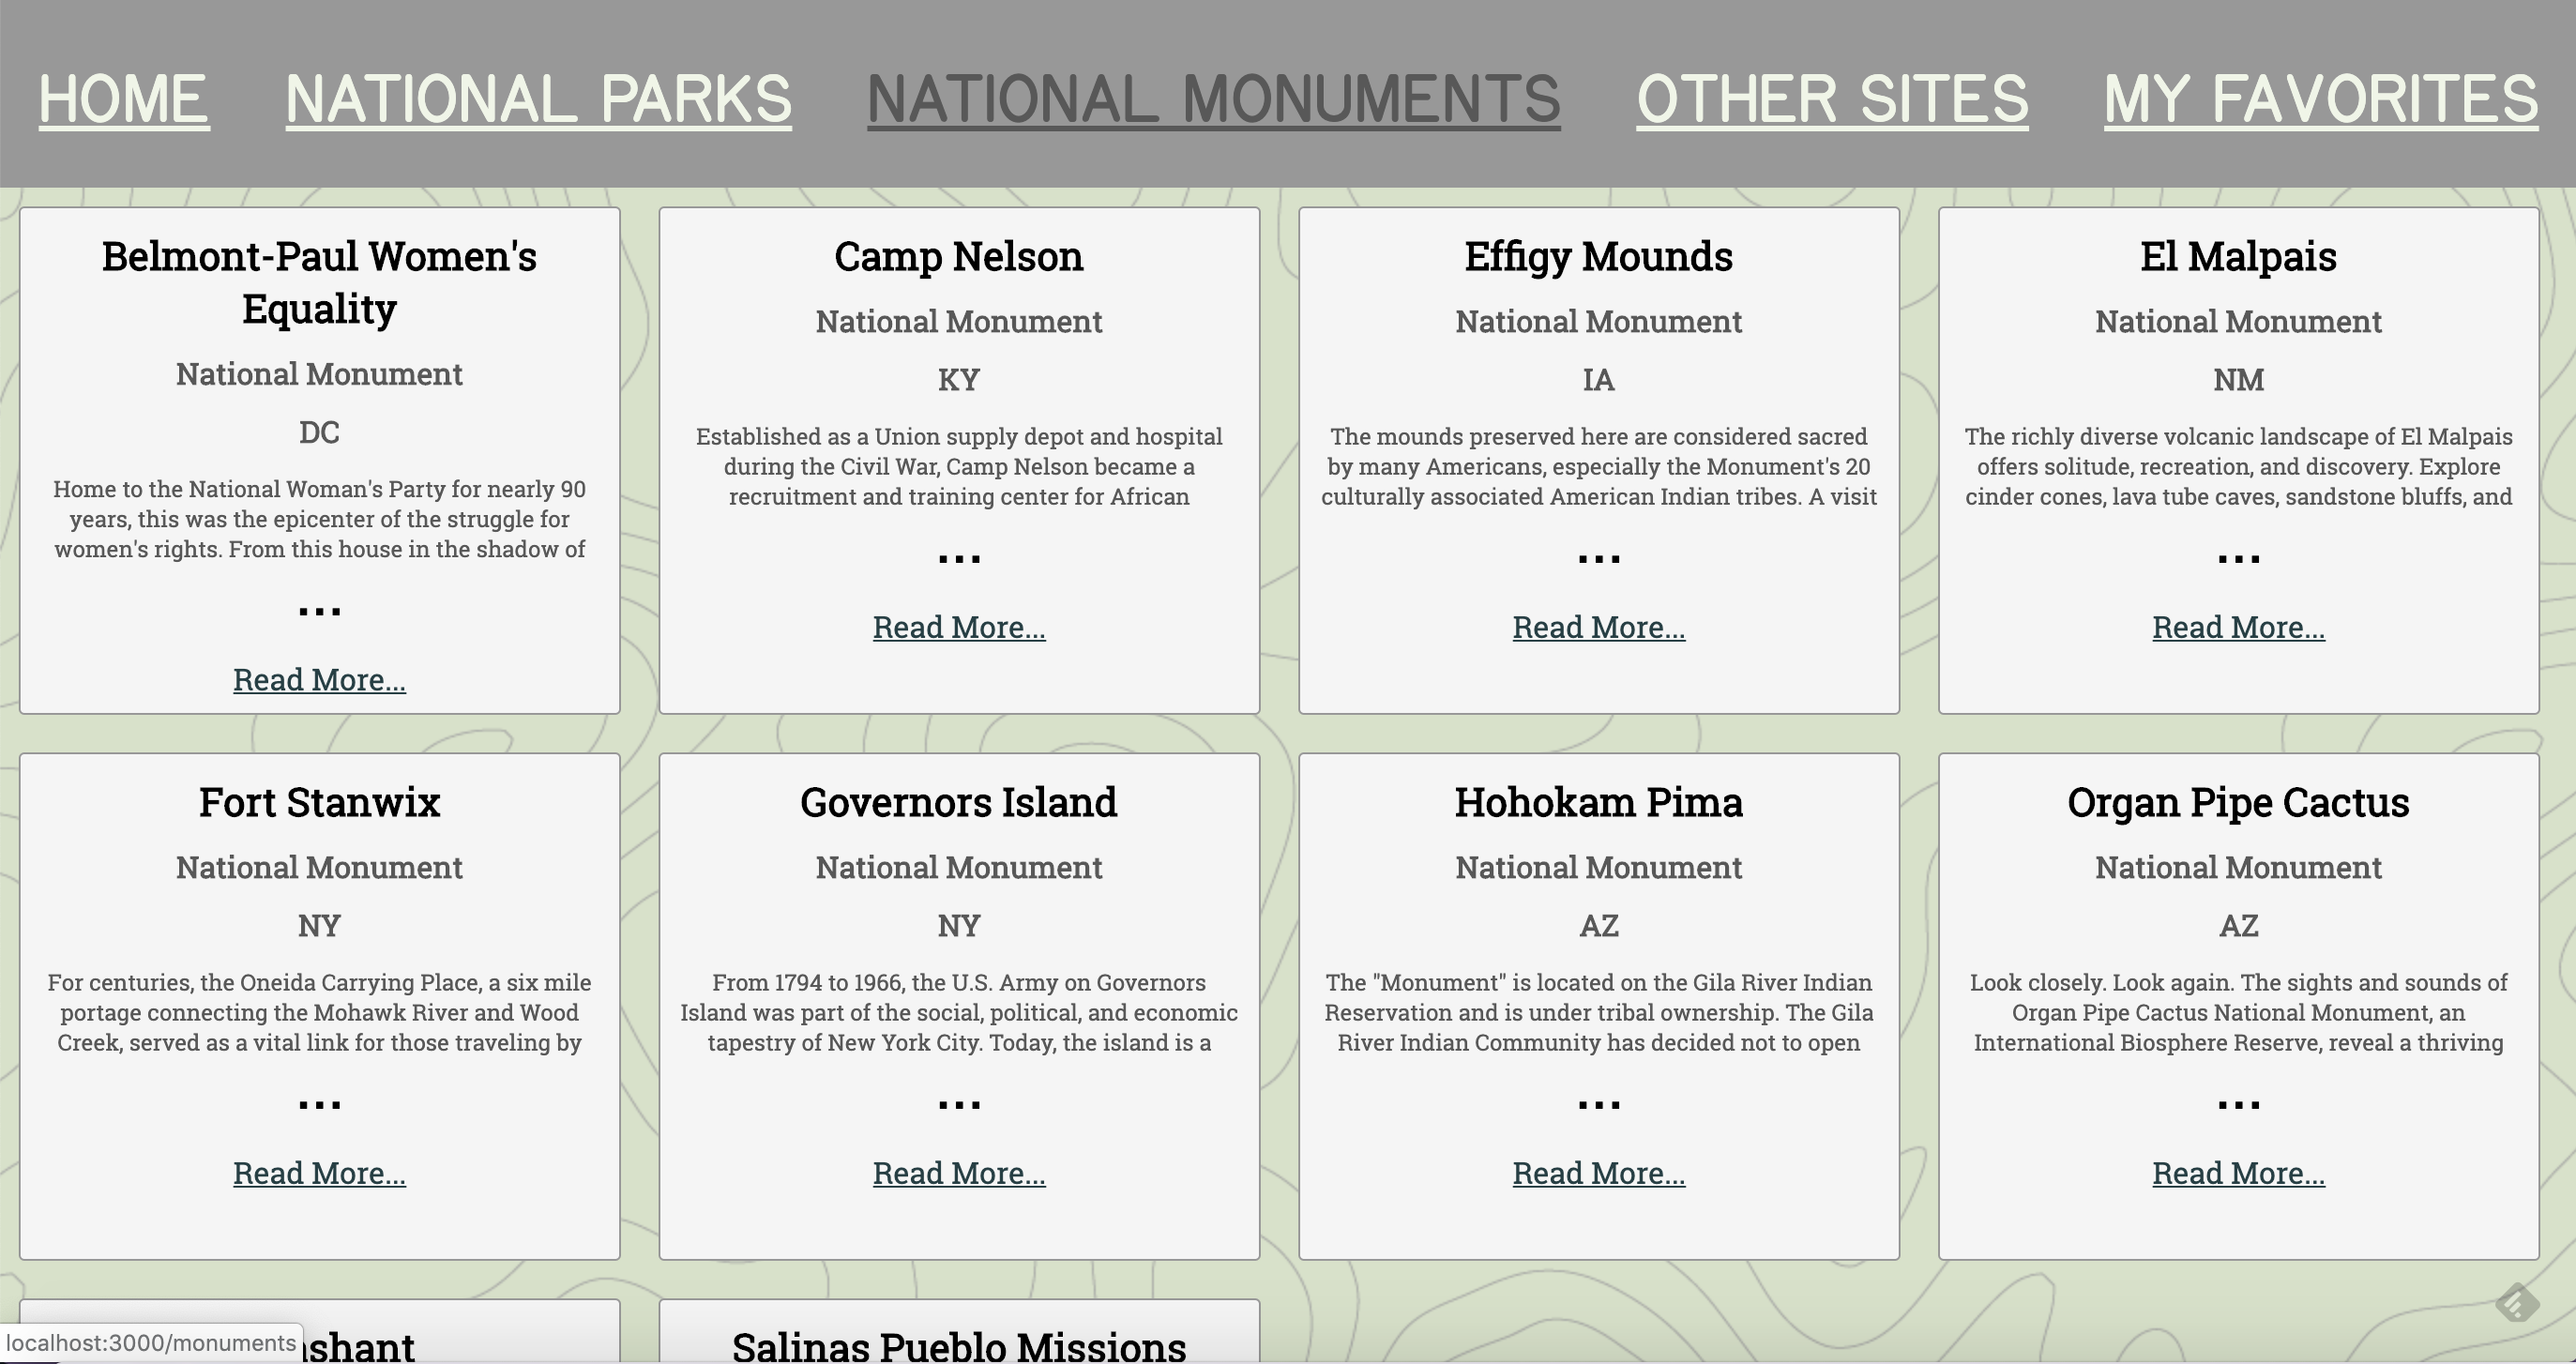 HOME NATIONAL PARKS NATIONAL MONUMENTS OTHER SITES MY FAVORITES
Belmont-Paul Women's
Equality
National Monument
DC
Home to the National Woman's Party for nearly 90
years, this was the epicenter of the struggle for
women's rights. From this house in the shadow of
...
Read More...
Camp Nelson
National Monument
KY
Established as a Union supply depot and hospital
during the Civil War, Camp Nelson became a
recruitment and training center for African
...
Read More...
Effigy Mounds
National Monument
IA
The mounds preserved here are considered sacred
by many Americans, especially the Monument's 20
culturally associated American Indian tribes. A visit
...
Read More...
El Malpais
National Monument
NM
The richly diverse volcanic landscape of El Malpais
offers solitude, recreation, and discovery. Explore
cinder cones, lava tube caves, sandstone bluffs, and
...
Read More...
Fort Stanwix
National Monument
NY
For centuries, the Oneida Carrying Place, a six mile
portage connecting the Mohawk River and Wood
Creek, served as a vital link for those traveling by
...
Read More...
Governors Island
National Monument
NY
From 1794 to 1966, the U.S. Army on Governors
Island was part of the social, political, and economic
tapestry of New York City. Today, the island is a
...
Read More...
Hohokam Pima
National Monument
AZ
The "Monument" is located on the Gila River Indian
Reservation and is under tribal ownership. The Gila
River Indian Community has decided not to open
...
Read More...
Organ Pipe Cactus
National Monument
AZ
Look closely. Look again. The sights and sounds of
Organ Pipe Cactus National Monument, an
International Biosphere Reserve, reveal a thriving
...
Read More...
Salinas Pueblo Missions
localhost:3000/monuments